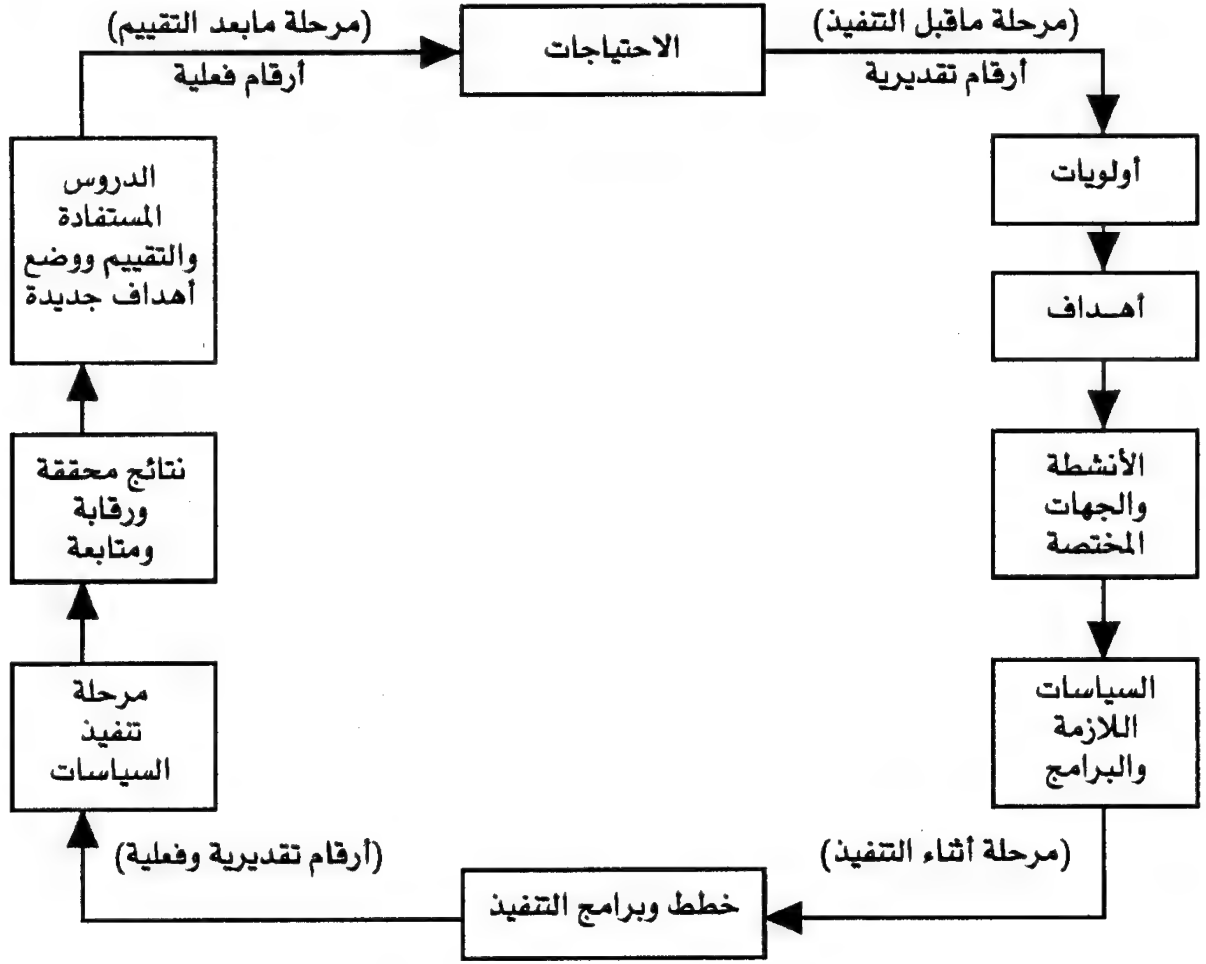 الاحتياجات
(مرحلة ماقبل التنفيذ)
أرقام تقديرية
أولويات
أهـداف
الأنشطة
والجهات
المختصة
السياسات
اللازمة
والبرامج
(مرحلة أثناء التنفيذ)
خطط وبرامج التنفيذ
(أرقام تقديرية وفعلية)
مرحلة
تنفيذ
السياسات
نتائج محققة
ورقابة
ومتابعة
الدروس
المستفادة
والتقييم ووضع
أهداف جديدة
(مرحلة مابعد التقييم)
أرقام فعلية